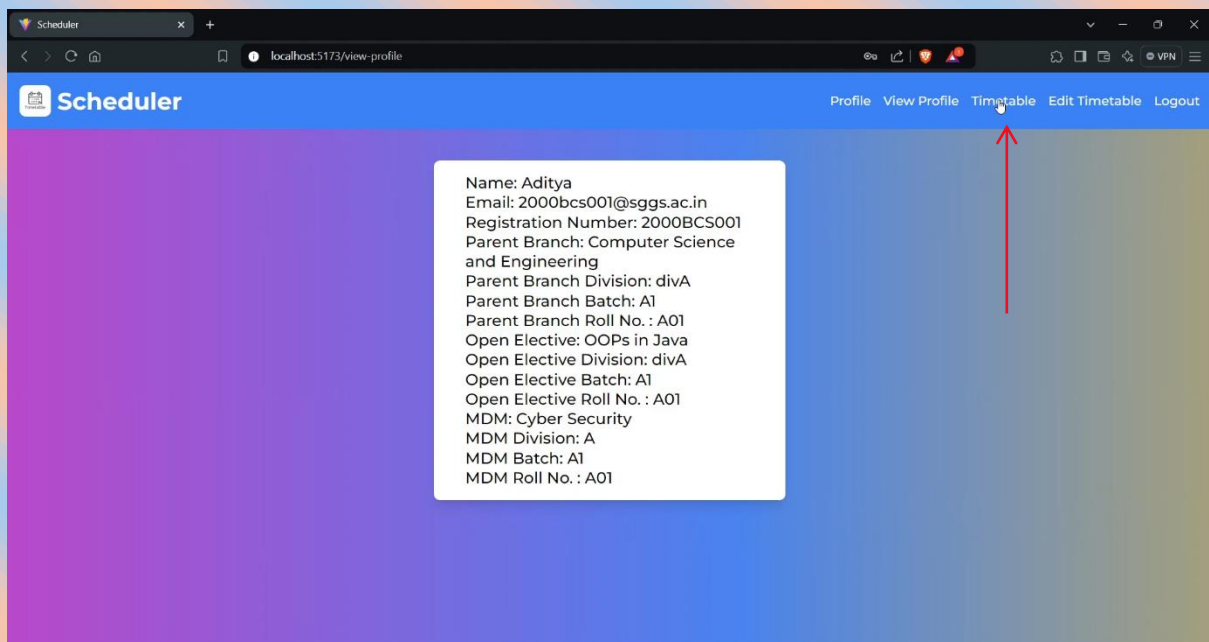 Scheduler
localhost:5173/view-profile
VPN
Scheduler
Profile View Profile Timetable Edit Timetable Logout
Name: Aditya
Email: 2000bcs001@sggs.ac.in
Registration Number: 2000BCS001
Parent Branch: Computer Science
and Engineering
Parent Branch Division: divA
Parent Branch Batch: A1
Parent Branch Roll No. : A01
Open Elective: OOPs in Java
Open Elective Division: divA
Open Elective Batch: A1
Open Elective Roll No. : A01
MDM: Cyber Security
MDM Division: A
MDM Batch: A1
MDM Roll No. : A01